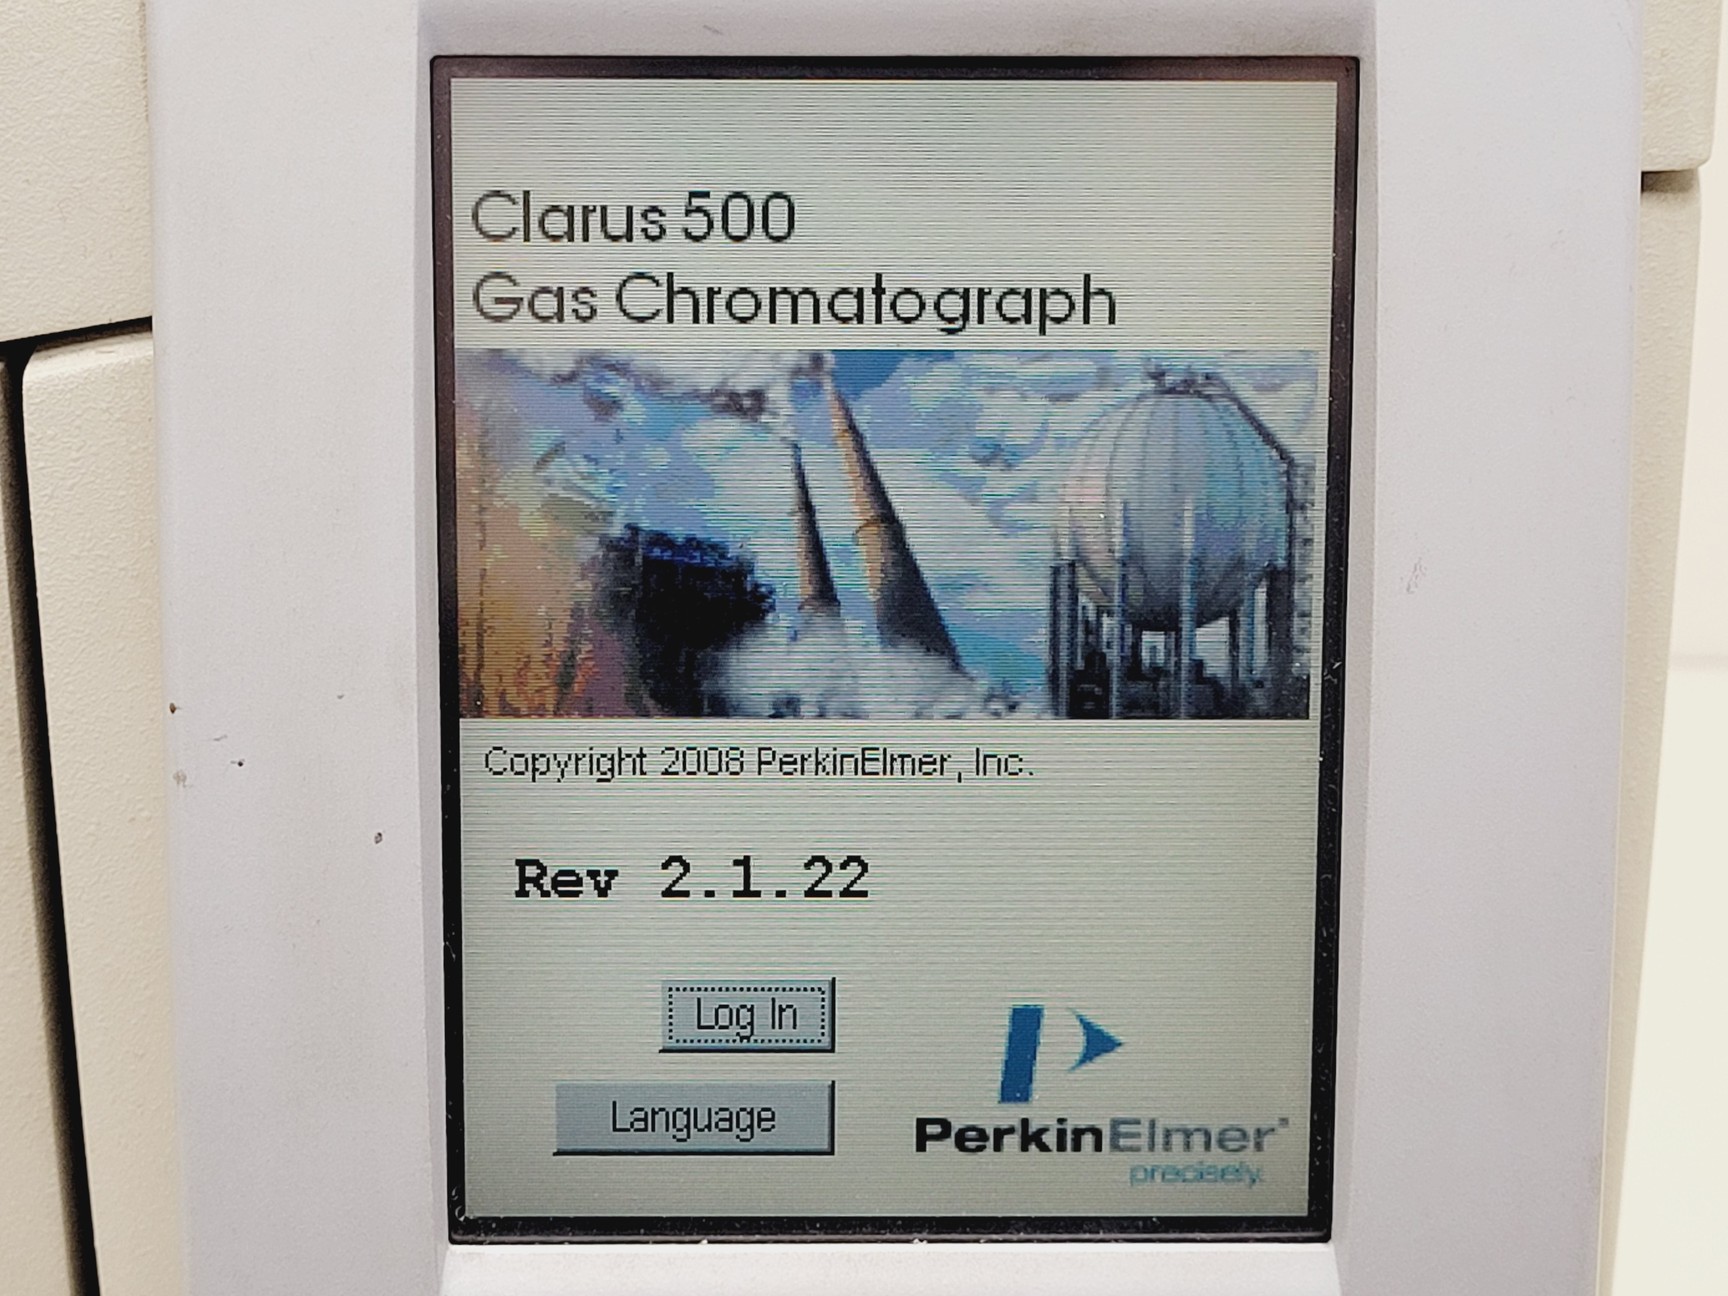 Clarus 500
Gas Chromatograph
Copyright 2008 PerkinElmer, Inc.
Rev 2.1.22
Log In
Language
PerkinElmer
precisely.